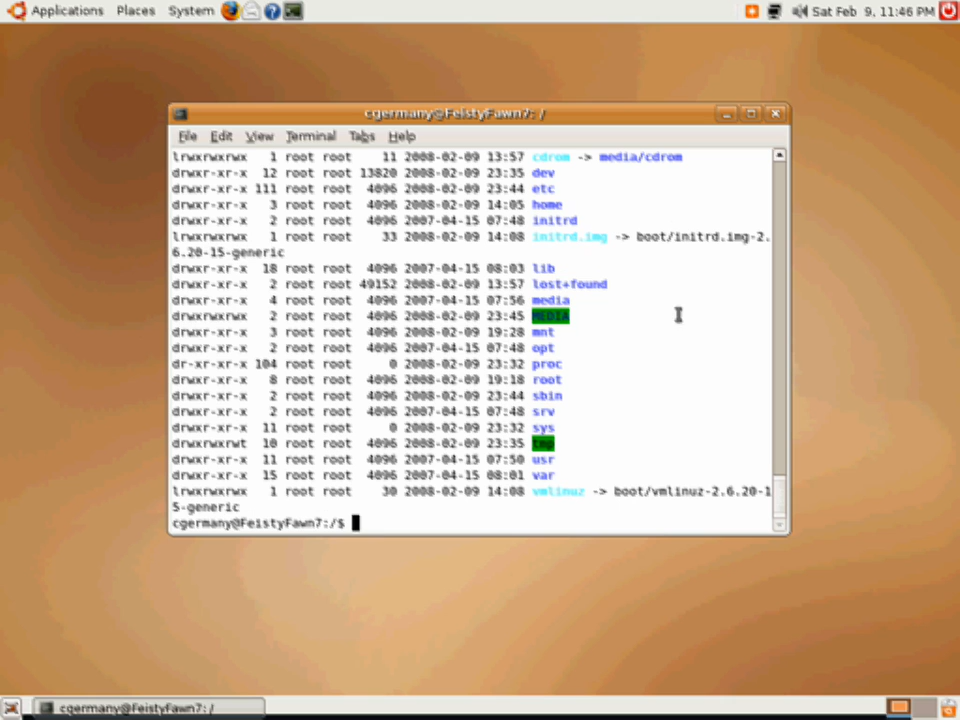 Applications Places System
Sat Feb 9, 11:46 PM
cgermany@FeistyFawn7: /
File Edit View Terminal Tabs Help
lrwxrwxrwx 1 root root 11 2008-02-09 13:57 cdrom -> media/cdrom
drwxr-xr-x 12 root root 13820 2008-02-09 23:35 dev
drwxr-xr-x 111 root root 4096 2008-02-09 23:44 etc
drwxr-xr-x 3 root root 4096 2008-02-09 14:05 home
drwxr-xr-x 2 root root 4096 2007-04-15 07:48 initrd
lrwxrwxrwx 1 root root 33 2008-02-09 14:08 initrd.img -> boot/initrd.img-2.
6.20-15-generic
drwxr-xr-x 18 root root 4096 2007-04-15 08:03 lib
drwxr-xr-x 2 root root 49152 2008-02-09 13:57 lost+found
drwxr-xr-x 4 root root 4096 2007-04-15 07:56 media
drwxrwxrwx 2 root root 4096 2008-02-09 23:45 MEDIA
drwxr-xr-x 3 root root 4096 2008-02-09 19:28 mnt
drwxr-xr-x 2 root root 4096 2007-04-15 07:48 opt
dr-xr-xr-x 104 root root 0 2008-02-09 23:32 proc
drwxr-xr-x 8 root root 4096 2008-02-09 19:18 root
drwxr-xr-x 2 root root 4096 2008-02-09 23:44 sbin
drwxr-xr-x 2 root root 4096 2007-04-15 07:48 srv
drwxr-xr-x 11 root root 0 2008-02-09 23:32 sys
drwxrwxrwt 10 root root 4096 2008-02-09 23:35 tmp
drwxr-xr-x 11 root root 4096 2007-04-15 07:50 usr
drwxr-xr-x 15 root root 4096 2007-04-15 08:01 var
lrwxrwxrwx 1 root root 30 2008-02-09 14:08 vmlinuz -> boot/vmlinuz-2.6.20-1
5-generic
cgermany@FeistyFawn7:/$
cgermany@FeistyFawn7: /